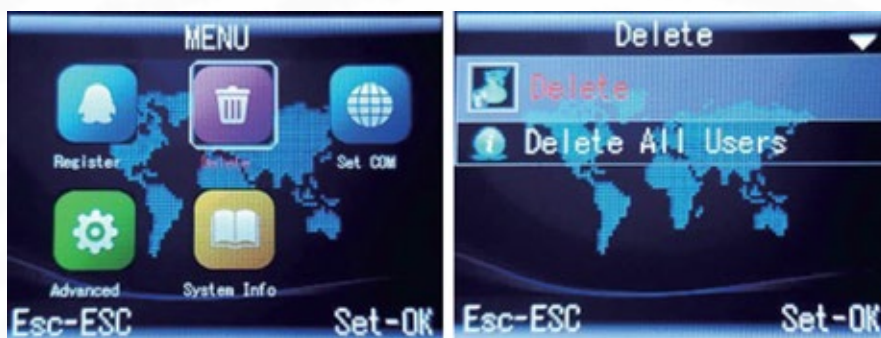 MENU
Register
Delete
Set COM
Advanced
System Info
Esc-ESC
Set-OK
Delete
Delete
Delete All Users
Esc-ESC
Set-OK